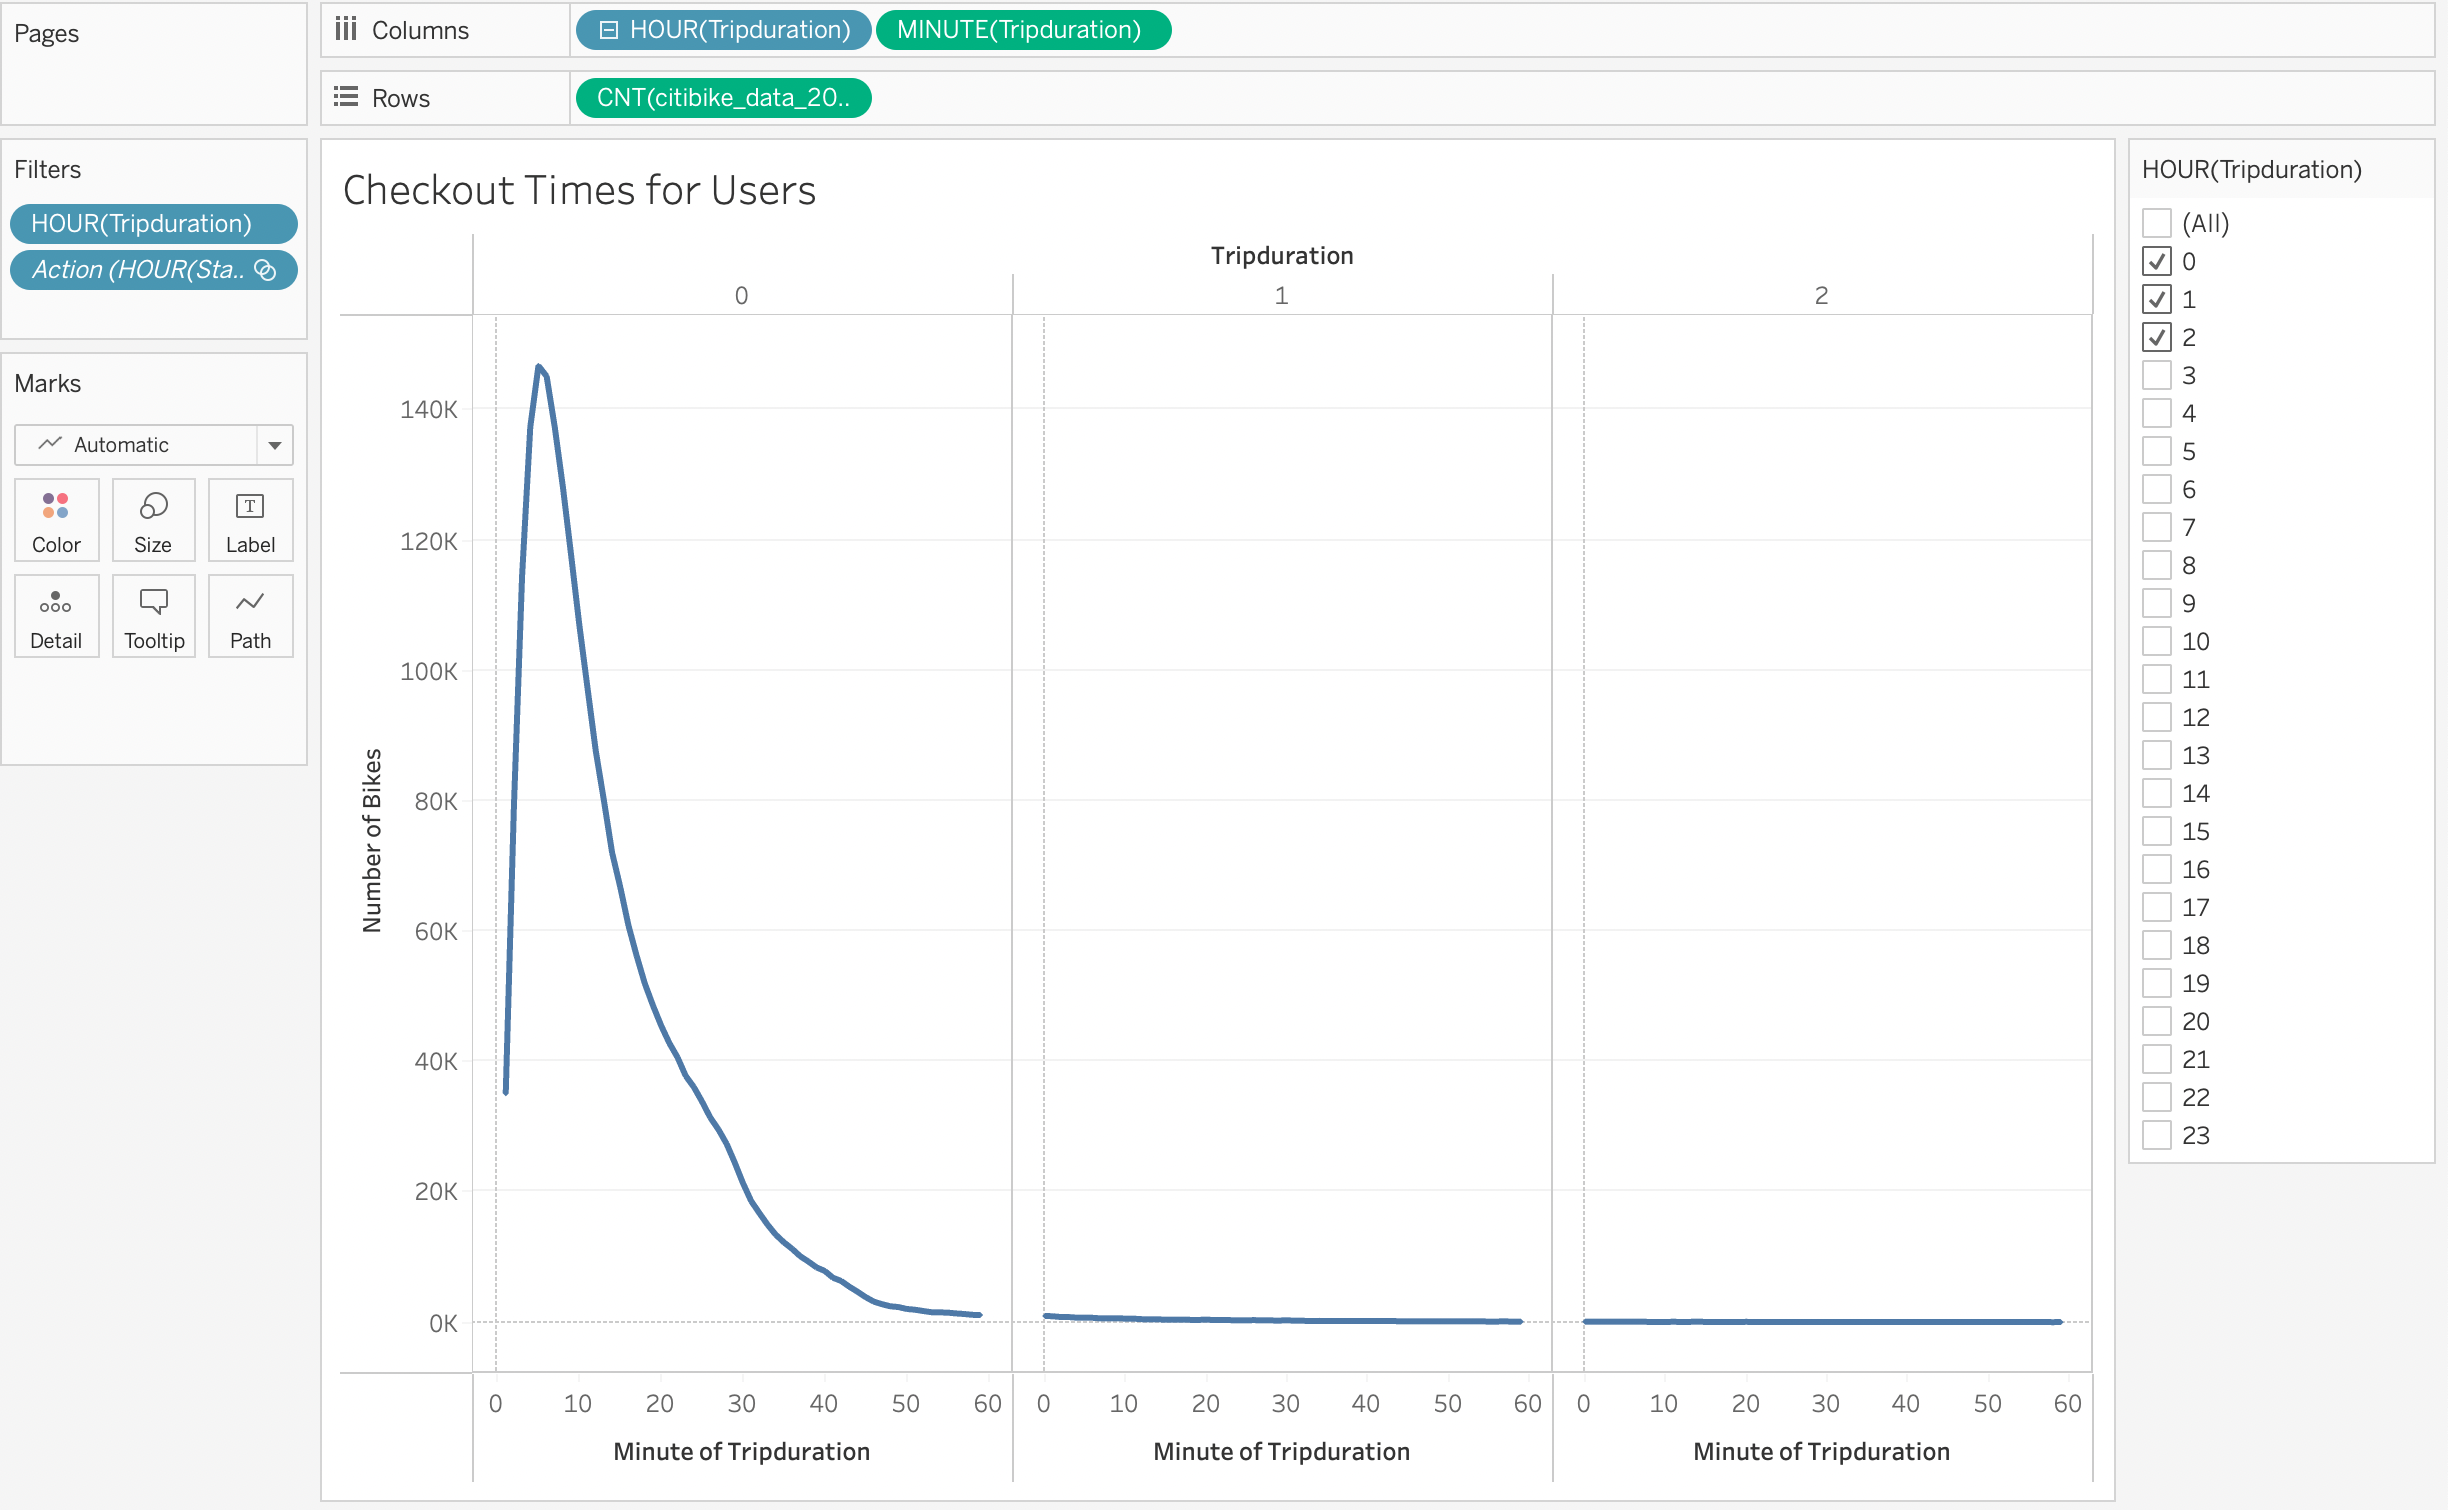 Pages
Columns
HOUR(Tripduration)
MINUTE(Tripduration)
Rows
CNT(citibike_data_20..
Filters
HOUR(Tripduration)
Action (HOUR(Sta..
Marks
Automatic
Color
Size
T
Label
Detail
Tooltip
Path
Checkout Times for Users
Tripduration
0
1
2
Number of Bikes
140K
120K
100K
80K
60K
40K
20K
0K
0 10 20 30 40 50 60
0 10 20 30 40 50 60
0 10 20 30 40 50 60
Minute of Tripduration
Minute of Tripduration
Minute of Tripduration
HOUR(Tripduration)
(All)
0
1
2
3
4
5
6
7
8
9
10
11
12
13
14
15
16
17
18
19
20
21
22
23